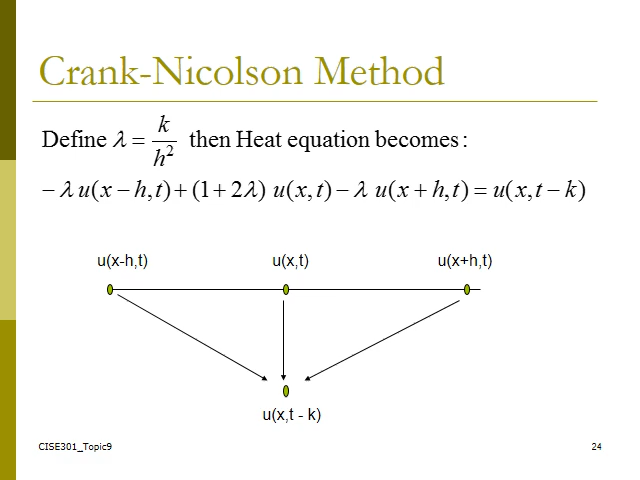 Crank-Nicolson Method
Define λ = k/h² then Heat equation becomes :
− λ u(x − h,t) + (1 + 2λ) u(x,t) − λ u(x + h,t) = u(x,t − k)
u(x-h,t) u(x,t) u(x+h,t)
u(x,t - k)
CISE301_Topic9 24